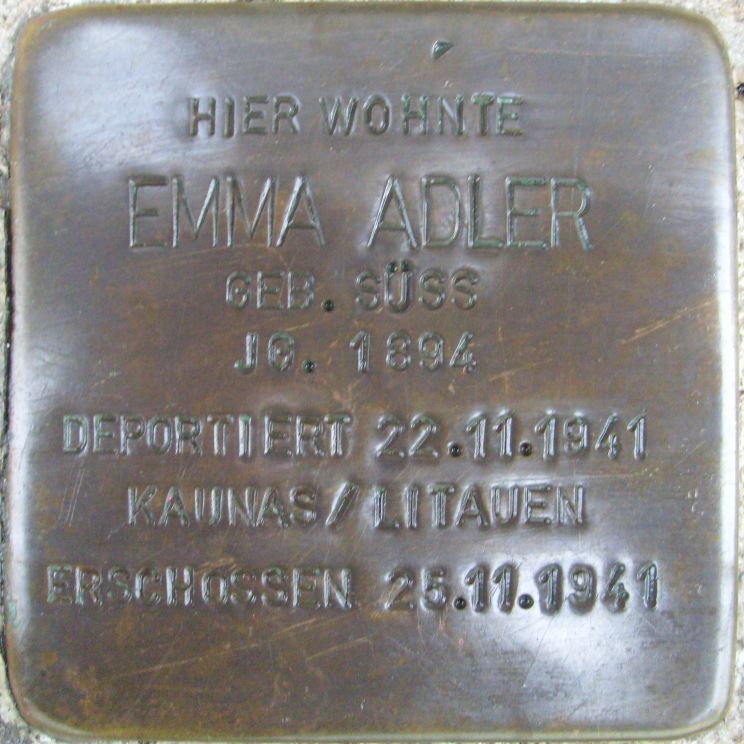 HIER WOHNTE
EMMA ADLER
GEB. SÜSS
JG. 1894
DEPORTIERT 22.11.1941
KAUNAS/LITAUEN
ERSCHOSSEN 25.11.1941